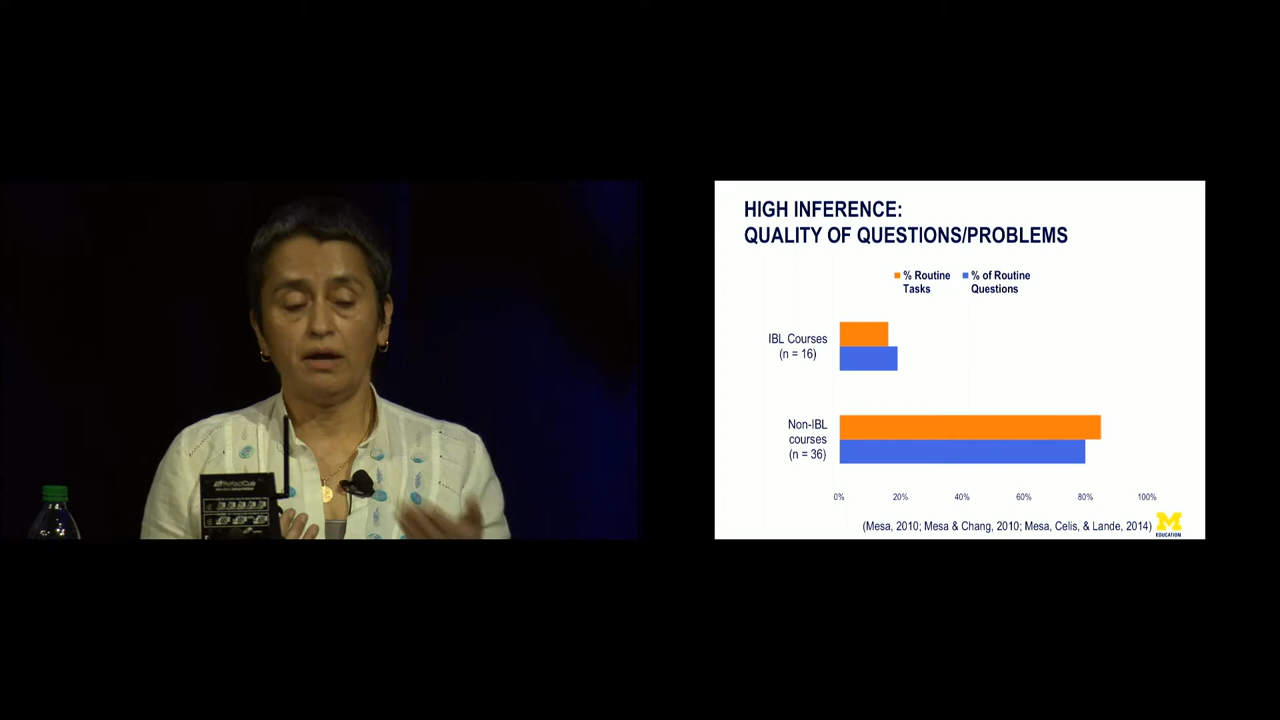 HIGH INFERENCE:
QUALITY OF QUESTIONS/PROBLEMS
% Routine Tasks
% of Routine Questions
IBL Courses
(n = 16)
Non-IBL
courses
(n = 36)
0% 20% 40% 60% 80% 100%
(Mesa, 2010; Mesa & Chang, 2010; Mesa, Celis, & Lande, 2014)
M
EDUCATION
PerfectCue